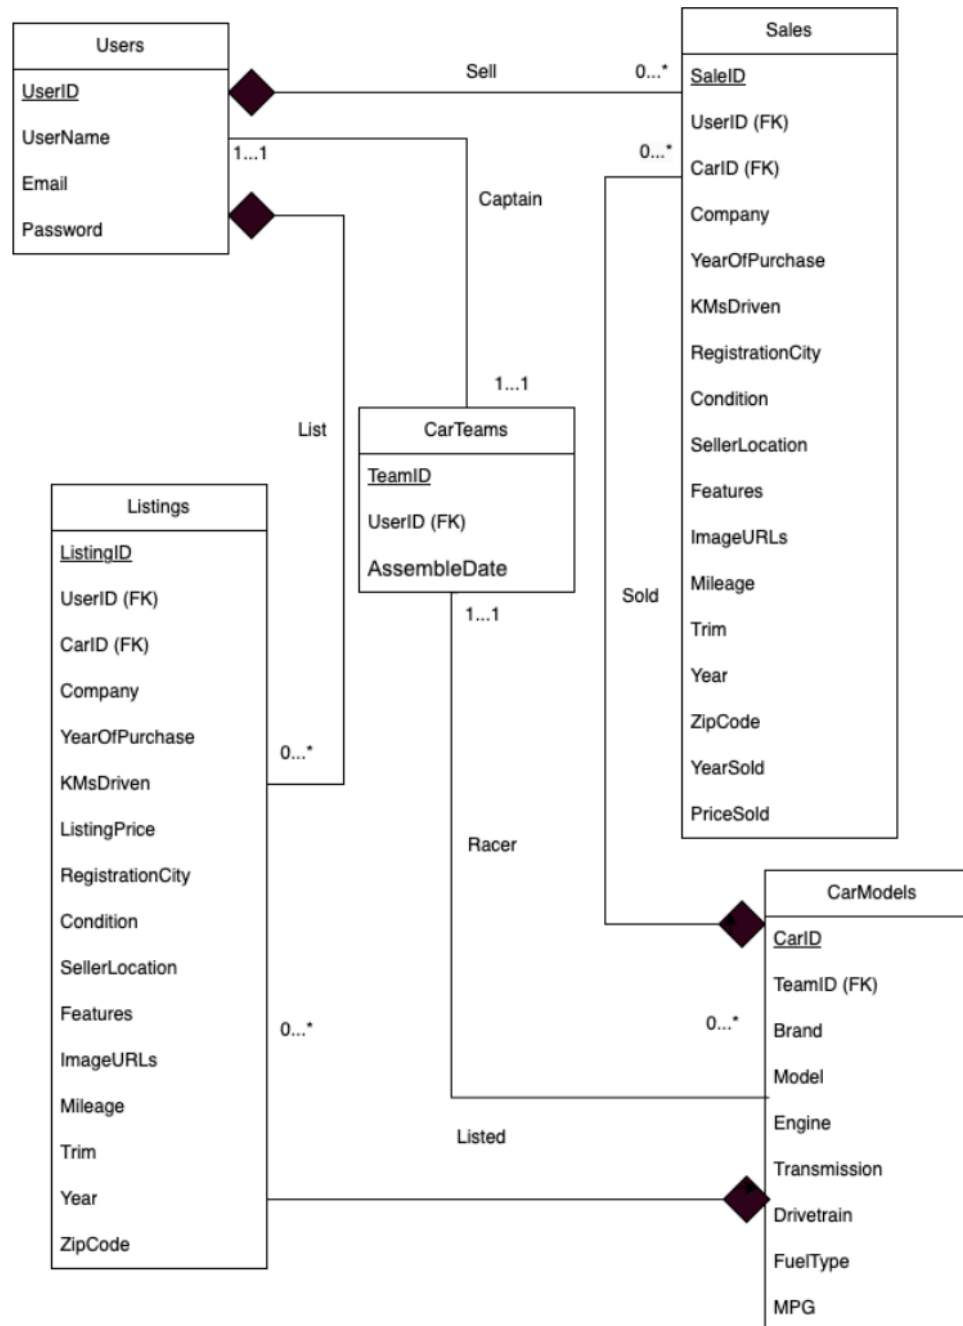 Users
UserID
UserName
Email
Password
Sell
0...*
1...1
Captain
1...1
List
0...*
Sales
SaleID
UserID (FK)
CarID (FK)
Company
YearOfPurchase
KMsDriven
RegistrationCity
Condition
SellerLocation
Features
ImageURLs
Mileage
Trim
Year
ZipCode
YearSold
PriceSold
0...*
Sold
CarTeams
TeamID
UserID (FK)
AssembleDate
1...1
Racer
0...*
Listings
ListingID
UserID (FK)
CarID (FK)
Company
YearOfPurchase
KMsDriven
ListingPrice
RegistrationCity
Condition
SellerLocation
Features
ImageURLs
Mileage
Trim
Year
ZipCode
0...*
Listed
CarModels
CarID
TeamID (FK)
Brand
Model
Engine
Transmission
Drivetrain
FuelType
MPG